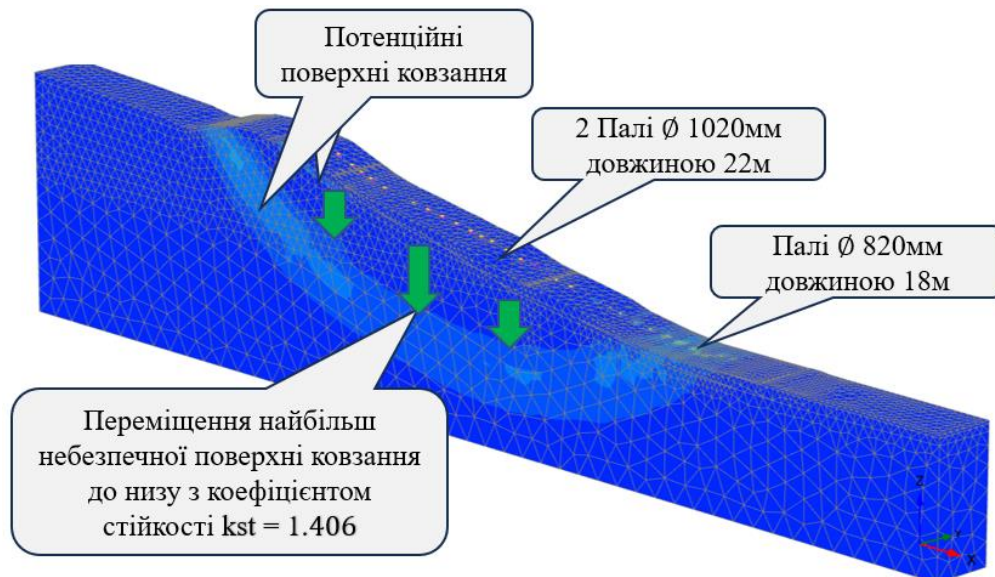 Потенційні
поверхні ковзання
2 Палі Ø 1020мм
довжиною 22м
Палі Ø 820мм
довжиною 18м
Переміщення найбільш
небезпечної поверхні ковзання
до низу з коефіцієнтом
стійкості kst = 1.406
Z
Y
X